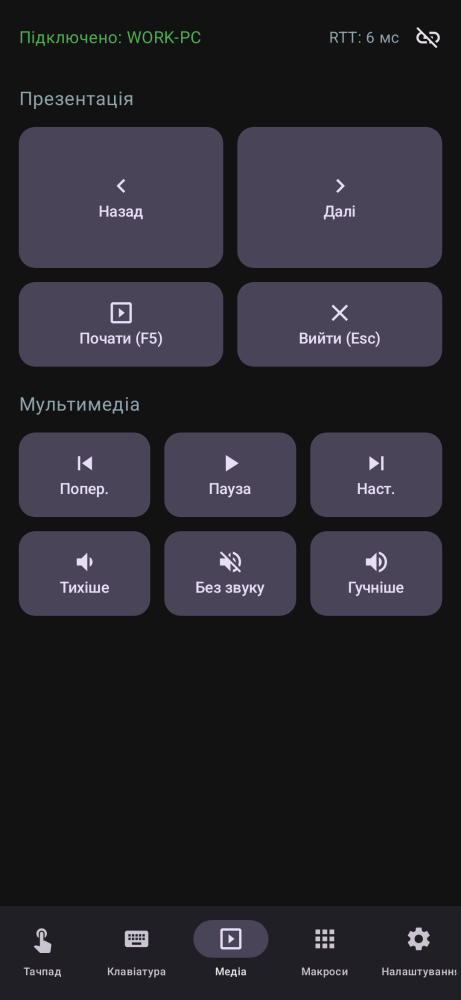 Підключено: WORK-PC
RTT: 6 мс
Презентація
Назад
Далі
Почати (F5)
Вийти (Esc)
Мультимедіа
Попер.
Пауза
Наст.
Тихіше
Без звуку
Гучніше
Тачпад
Клавіатура
Медіа
Макроси
Налаштуванн